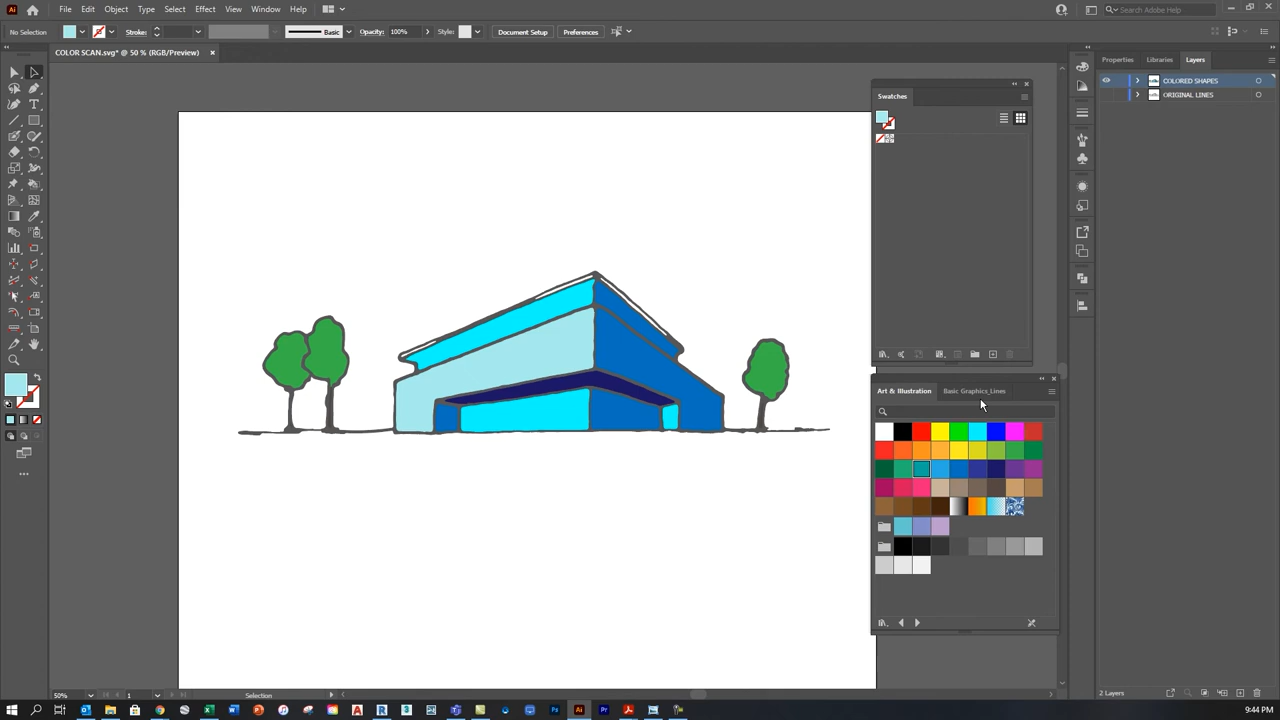 Ai File Edit Object Type Select Effect View Window Help
Search Adobe Help
No Selection Stroke: Basic Opacity: 100% Style: Document Setup Preferences
COLOR SCAN.svg* @ 50 % (RGB/Preview) ×
Properties Libraries Layers
COLORED SHAPES
ORIGINAL LINES
Swatches
Art & Illustration Basic Graphics_Lines
50% 1 Selection
2 Layers
9:44 PM